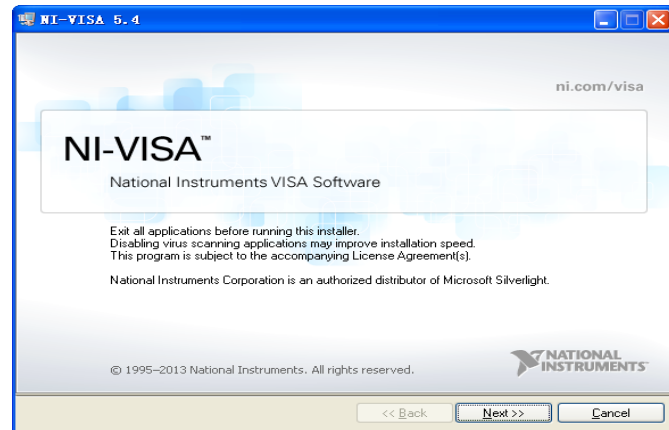 NI-VISA 5.4
ni.com/visa
NI-VISA™
National Instruments VISA Software
Exit all applications before running this installer.
Disabling virus scanning applications may improve installation speed.
This program is subject to the accompanying License Agreement(s).
National Instruments Corporation is an authorized distributor of Microsoft Silverlight.
© 1995–2013 National Instruments. All rights reserved.
NATIONAL
INSTRUMENTS™
<< Back Next >> Cancel